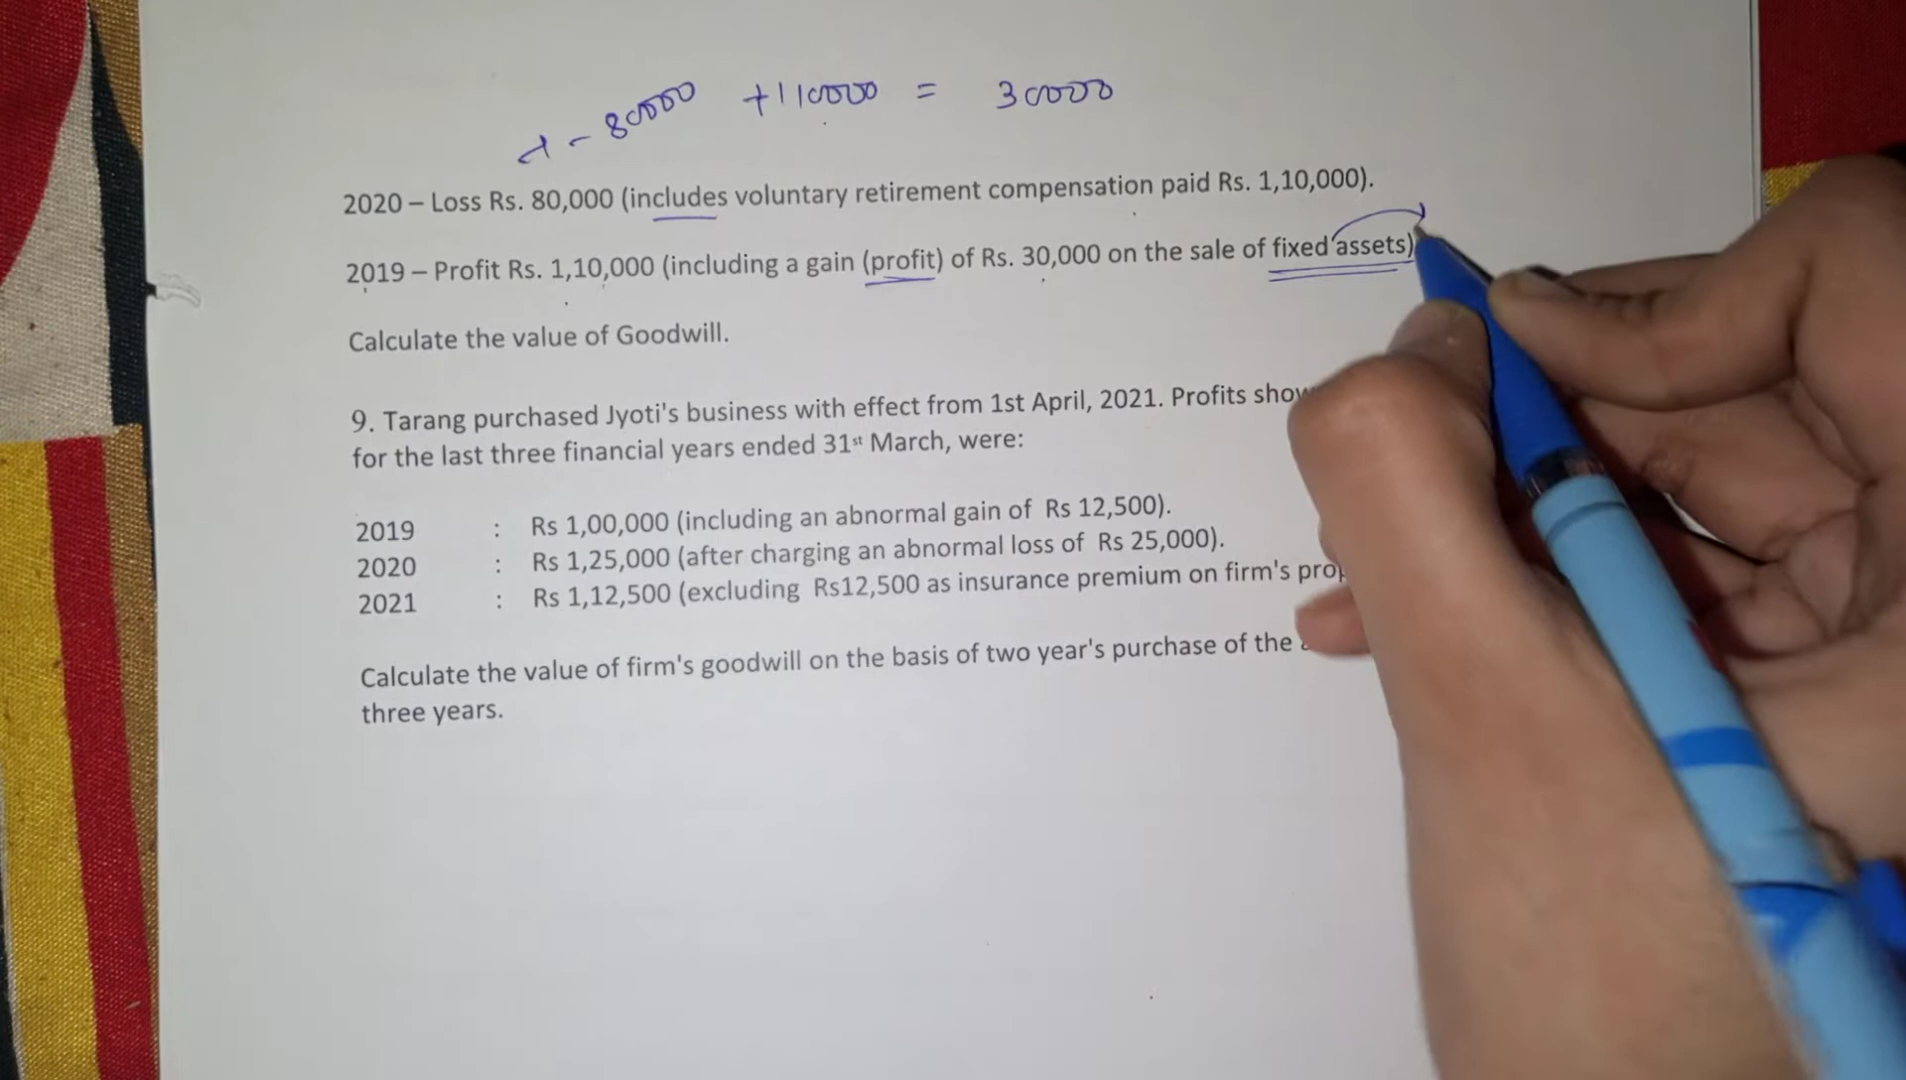 - 80000 +110000 = 30000
2020 – Loss Rs. 80,000 (includes voluntary retirement compensation paid Rs. 1,10,000).
2019 – Profit Rs. 1,10,000 (including a gain (profit) of Rs. 30,000 on the sale of fixed assets)
Calculate the value of Goodwill.
9. Tarang purchased Jyoti's business with effect from 1st April, 2021. Profits
for the last three financial years ended 31st March, were:
2019 : Rs 1,00,000 (including an abnormal gain of Rs 12,500).
2020 : Rs 1,25,000 (after charging an abnormal loss of Rs 25,000).
2021 : Rs 1,12,500 (excluding Rs12,500 as insurance premium on firm's
Calculate the value of firm's goodwill on the basis of two year's purchase of the
three years.